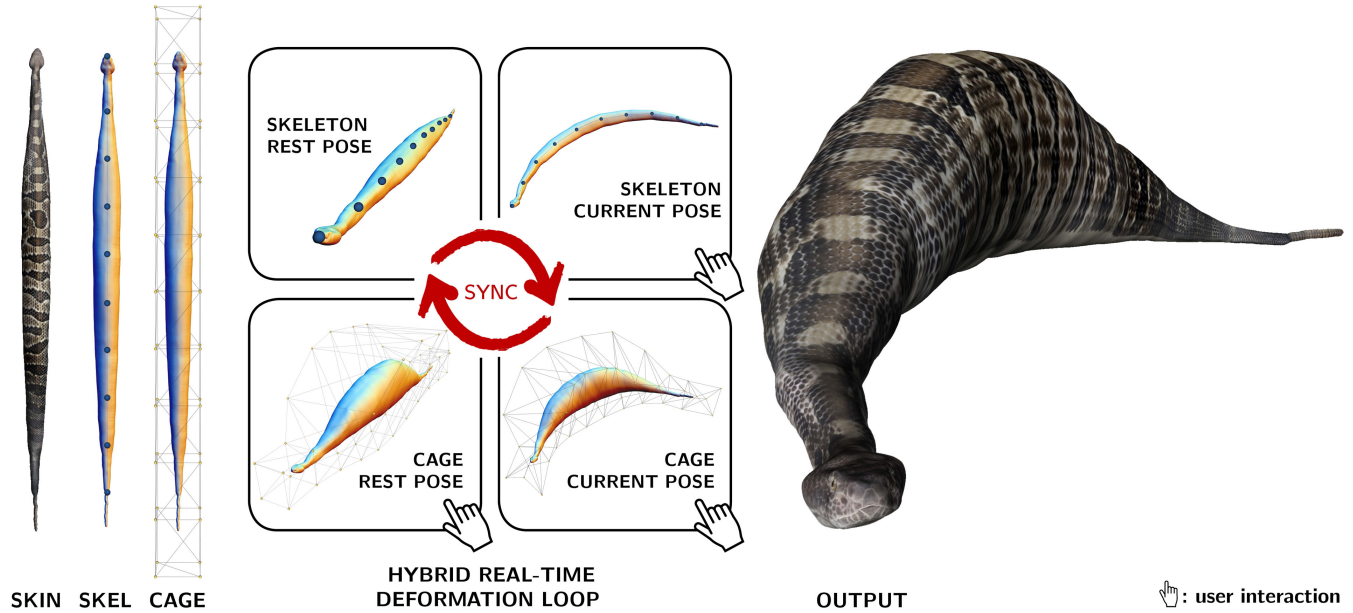 SKELETON
REST POSE
SKELETON
CURRENT POSE
SYNC
CAGE
REST POSE
CAGE
CURRENT POSE
SKIN SKEL CAGE
HYBRID REAL-TIME
DEFORMATION LOOP
OUTPUT
: user interaction